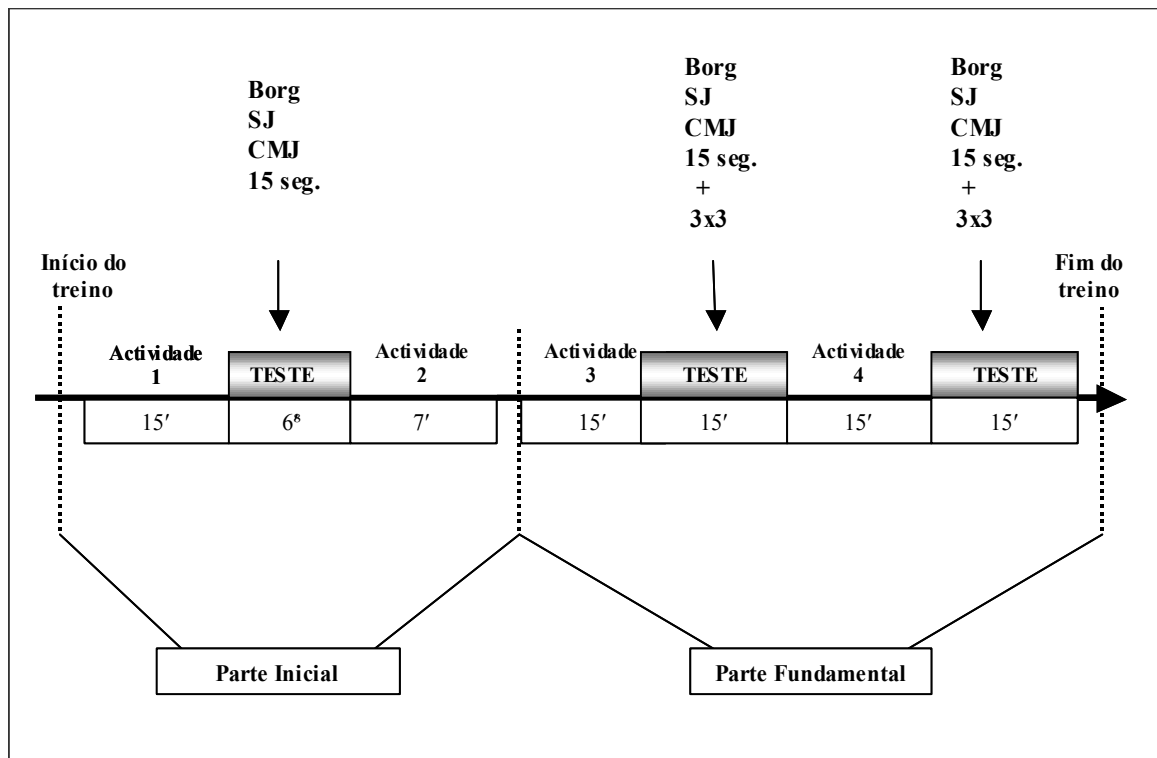 Borg
SJ
CMJ
15 seg.
Borg
SJ
CMJ
15 seg.
+
3x3
Borg
SJ
CMJ
15 seg.
+
3x3
Início do
treino
Fim do
treino
Actividade
1
TESTE
Actividade
2
Actividade
3
TESTE
Actividade
4
TESTE
15′
7′
15′
15′
15′
15′
Parte Inicial
Parte Fundamental